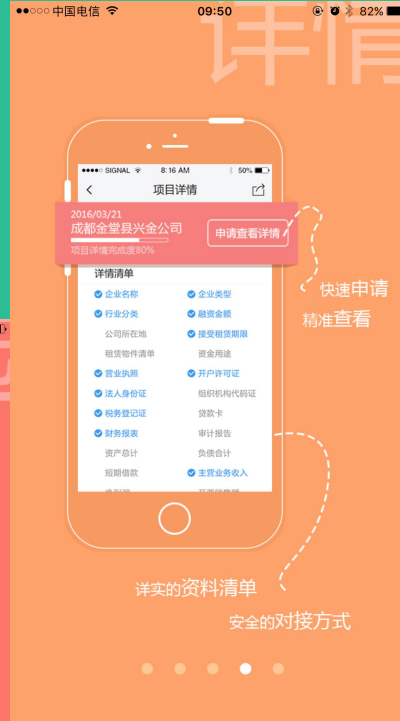 中国电信 09:50 82%
详情
SIGNAL 8:16 AM 50%
项目详情
2016/03/21
成都金堂县兴金公司
申请查看详情
项目详情完成度80%
详情清单
企业名称 企业类型
行业分类 融资金额
公司所在地 接受租赁期限
租赁物件清单 资金用途
营业执照 开户许可证
法人身份证 组织机构代码证
税务登记证 贷款卡
财务报表 审计报告
资产总计 负债合计
短期借款 主营业务收入
快速申请
精准查看
详实的资料清单
安全的对接方式